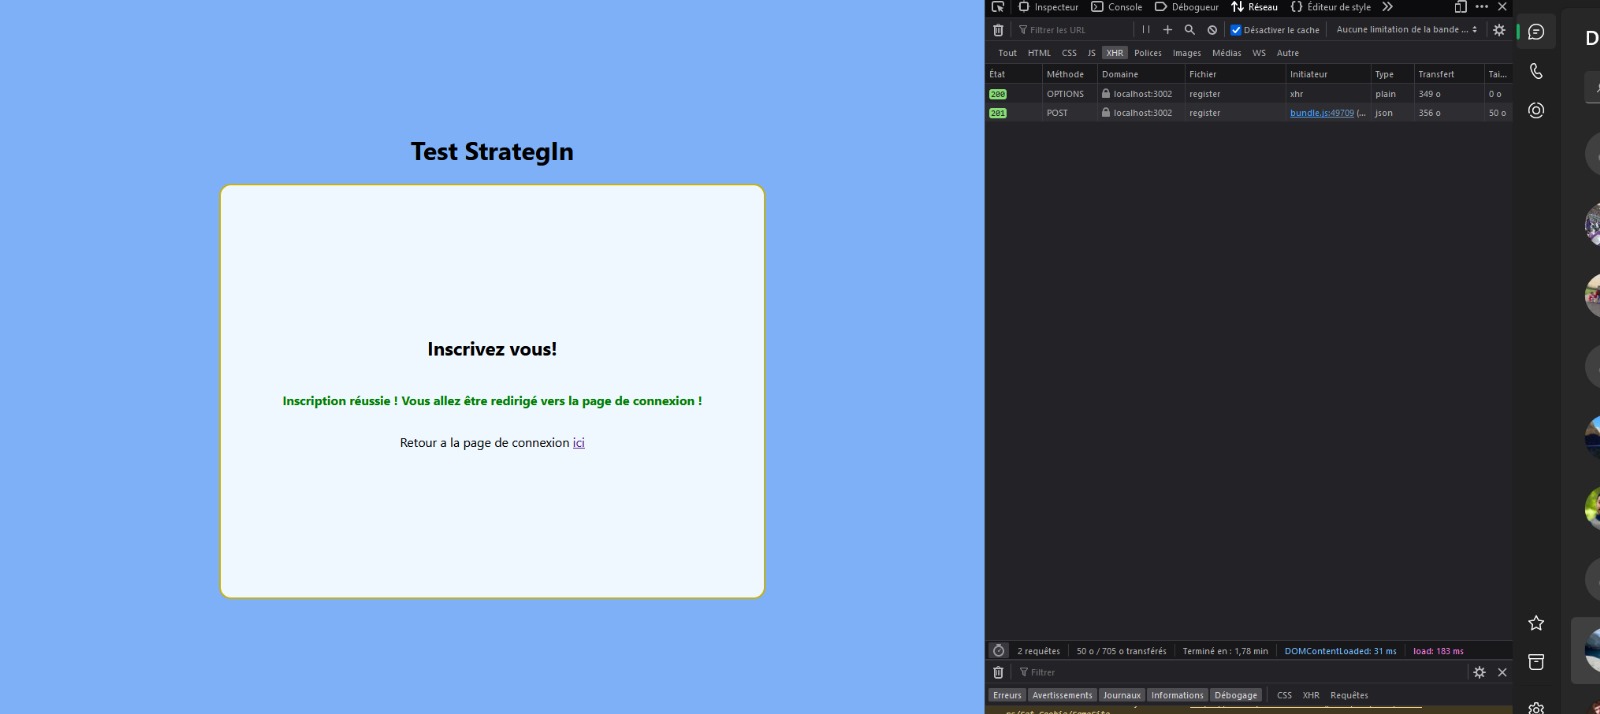 Inspecteur Console Débogueur Réseau Éditeur de style
Filtrer les URL Désactiver le cache Aucune limitation de la bande ...
Tout HTML CSS JS XHR Polices Images Médias WS Autre
État Méthode Domaine Fichier Initiateur Type Transfert Tai...
200 OPTIONS localhost:3002 register xhr plain 349 o 0 o
201 POST localhost:3002 register bundle.js:49709 (... json 356 o 50 o
Test StrategIn
Inscrivez vous!
Inscription réussie ! Vous allez être redirigé vers la page de connexion !
Retour a la page de connexion ici
2 requêtes 50 o / 705 o transférés Terminé en : 1,78 min DOMContentLoaded: 31 ms load: 183 ms
Filtrer
Erreurs Avertissements Journaux Informations Débogage CSS XHR Requêtes
D